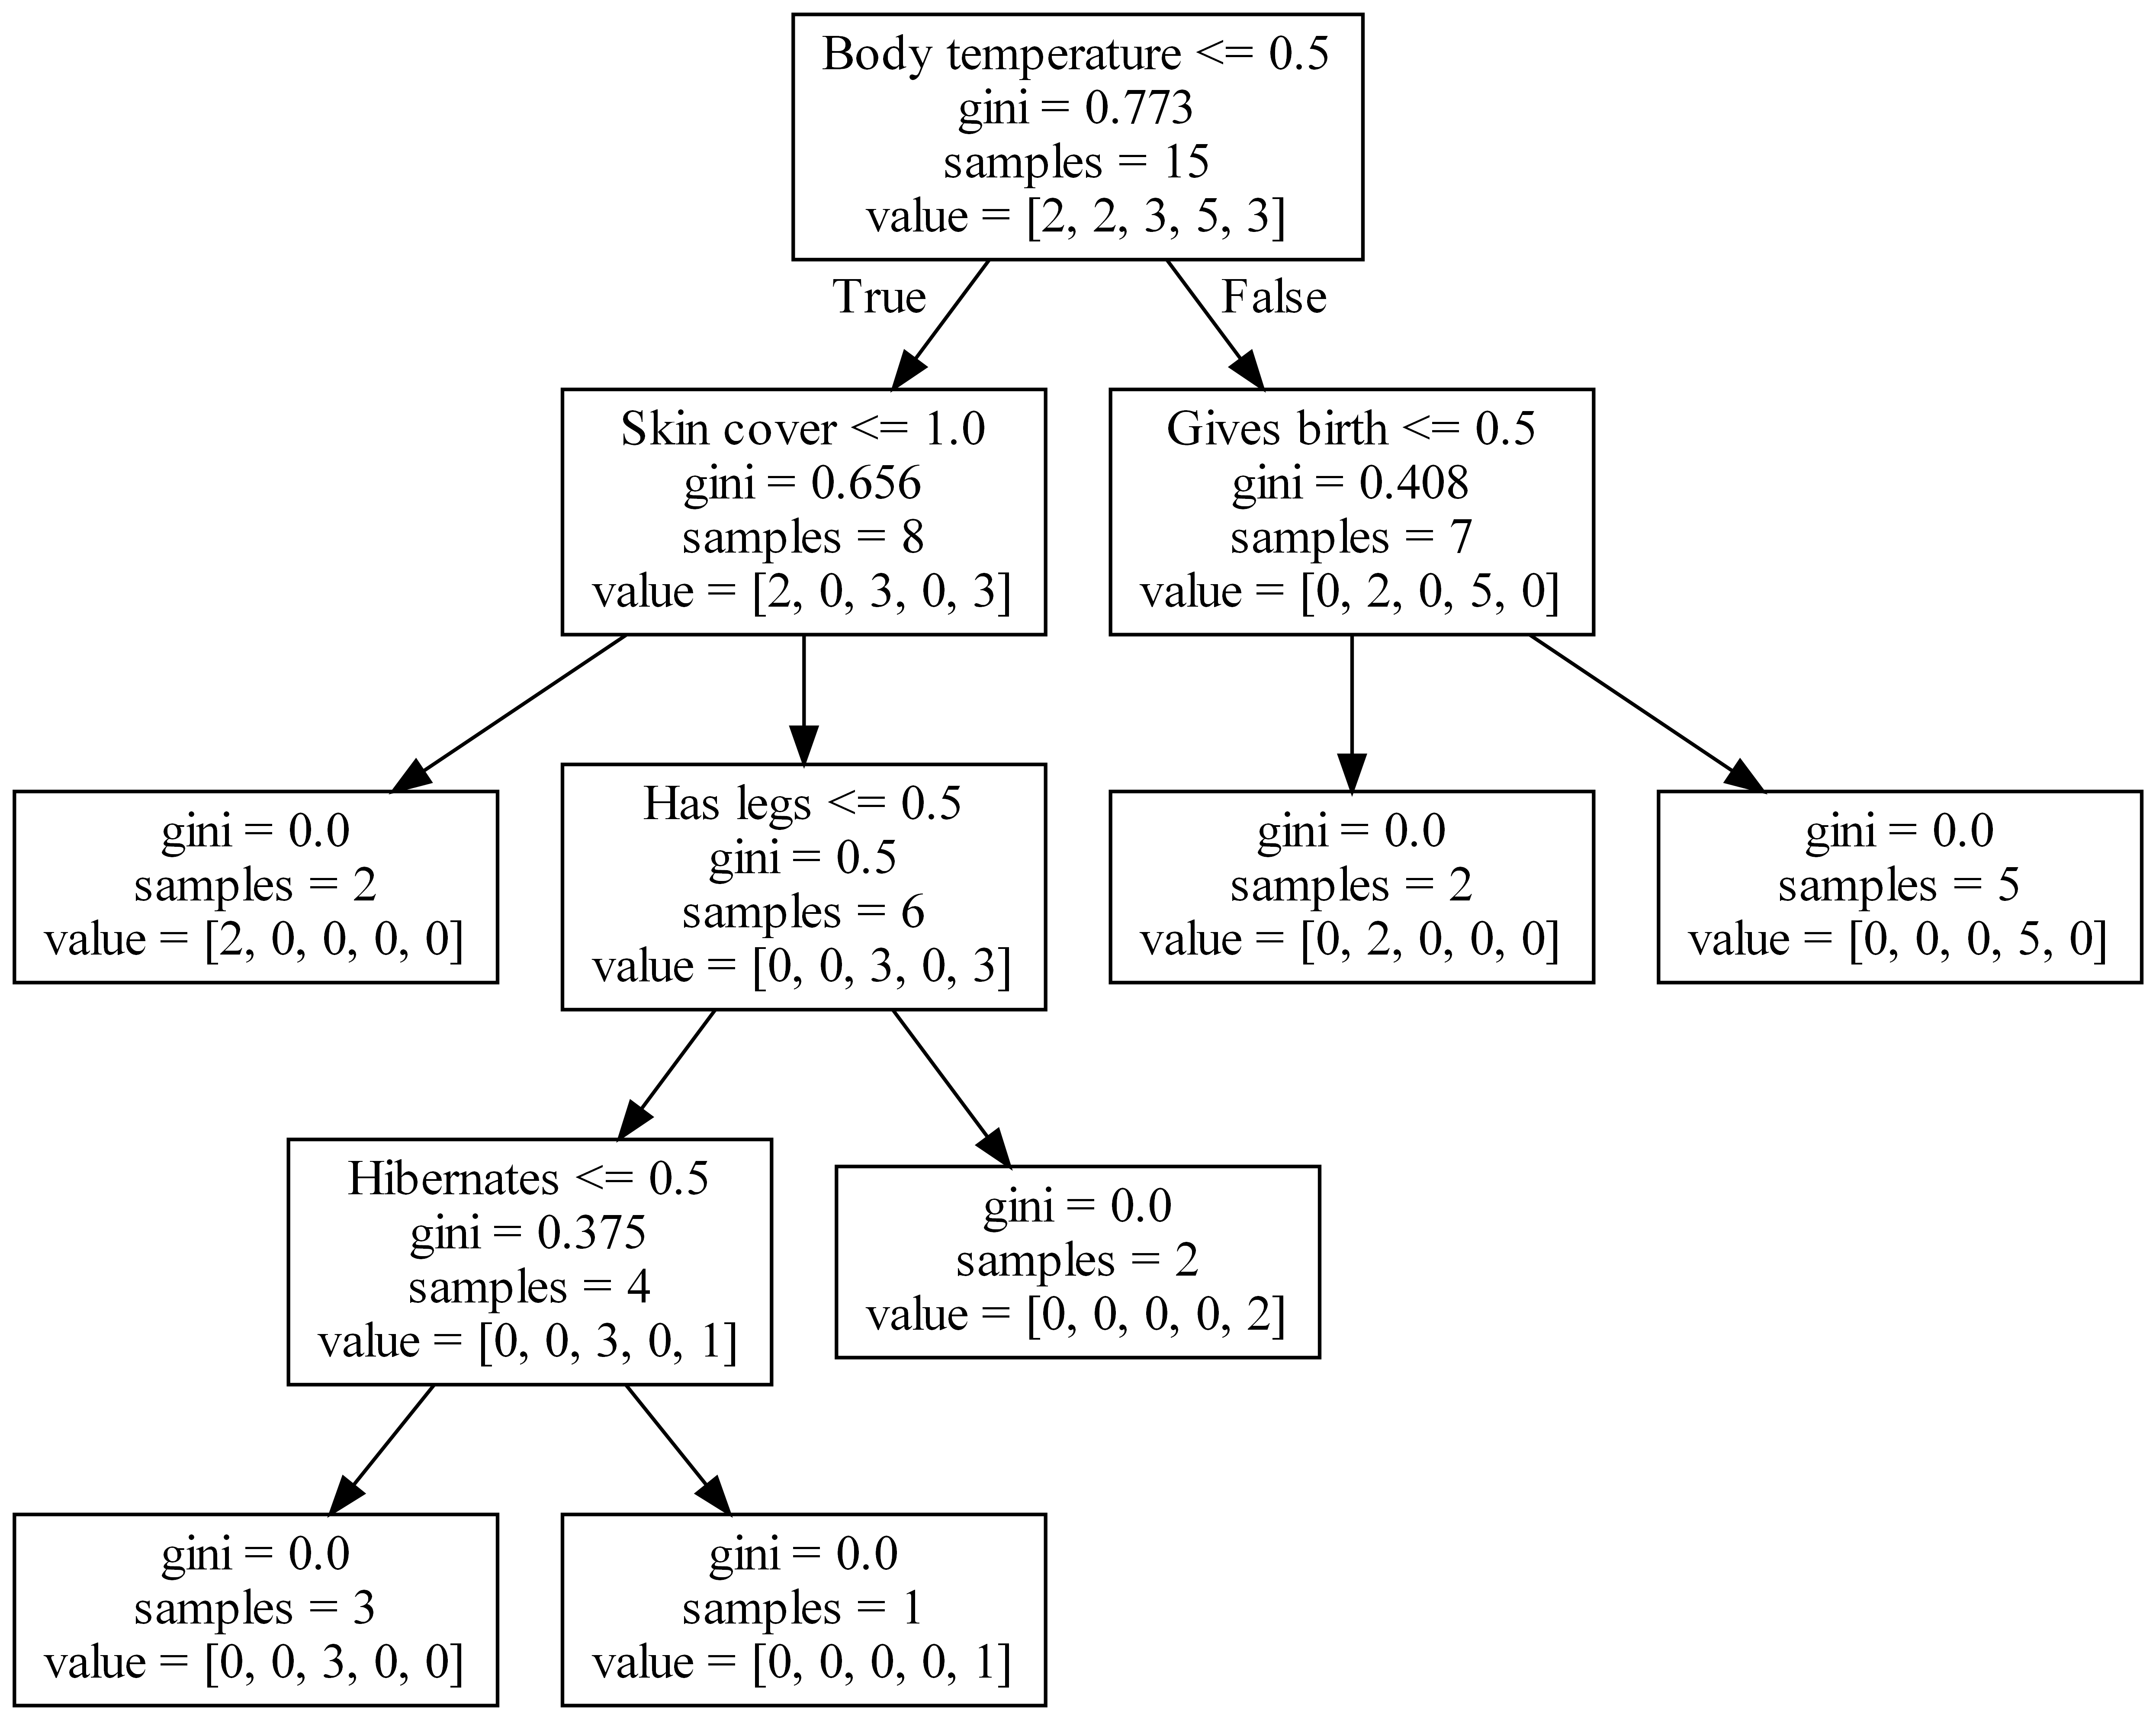 Body temperature <= 0.5
gini = 0.773
samples = 15
value = [2, 2, 3, 5, 3]
True
False
Skin cover <= 1.0
gini = 0.656
samples = 8
value = [2, 0, 3, 0, 3]
Gives birth <= 0.5
gini = 0.408
samples = 7
value = [0, 2, 0, 5, 0]
gini = 0.0
samples = 2
value = [2, 0, 0, 0, 0]
Has legs <= 0.5
gini = 0.5
samples = 6
value = [0, 0, 3, 0, 3]
gini = 0.0
samples = 2
value = [0, 2, 0, 0, 0]
gini = 0.0
samples = 5
value = [0, 0, 0, 5, 0]
Hibernates <= 0.5
gini = 0.375
samples = 4
value = [0, 0, 3, 0, 1]
gini = 0.0
samples = 2
value = [0, 0, 0, 0, 2]
gini = 0.0
samples = 3
value = [0, 0, 3, 0, 0]
gini = 0.0
samples = 1
value = [0, 0, 0, 0, 1]